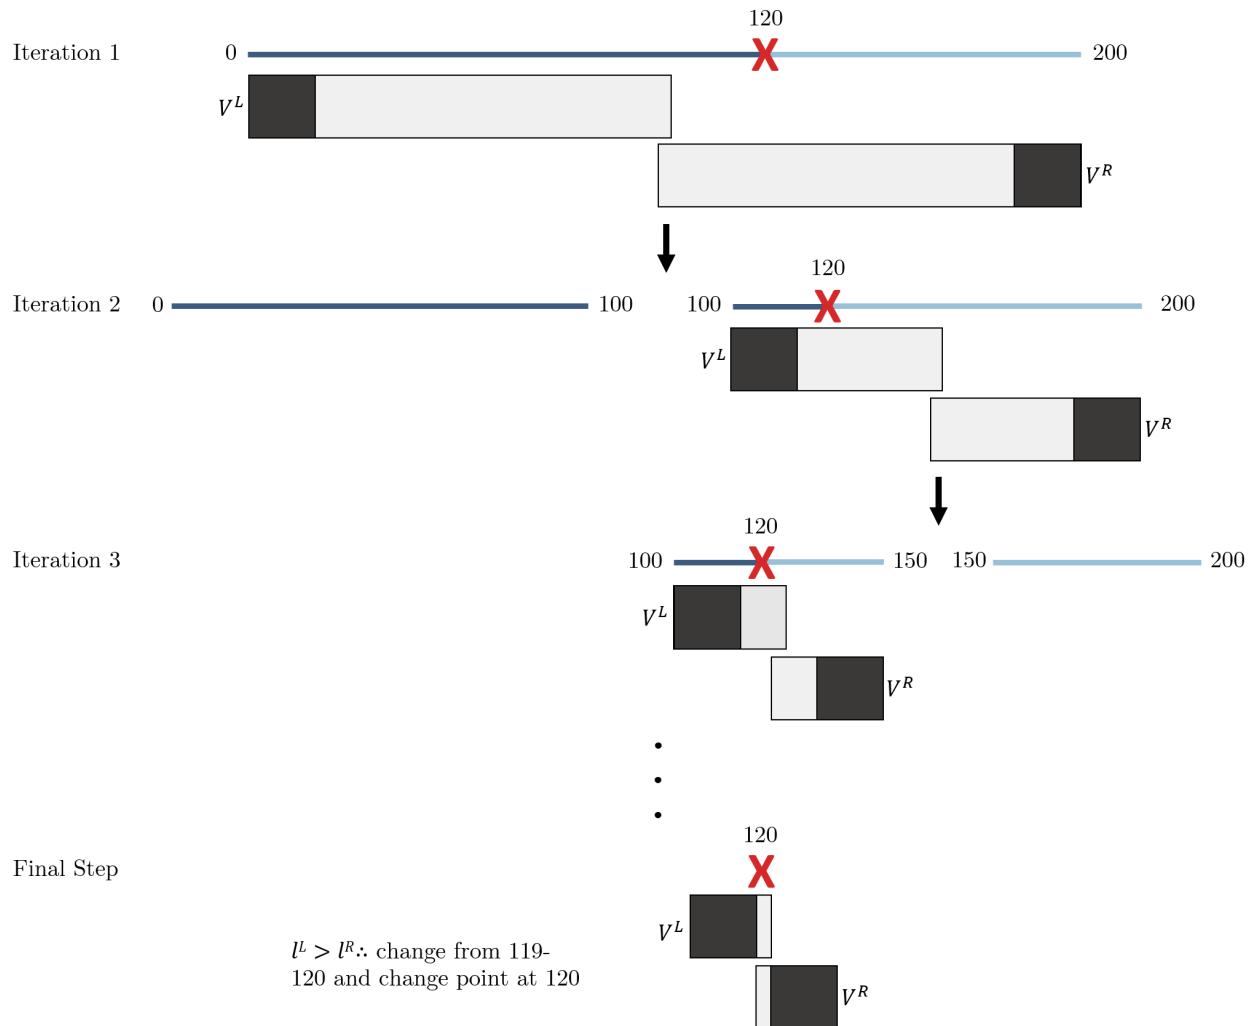 120
Iteration 1 0 200
V^L
V^R
120
Iteration 2 0 100 100 200
V^L
V^R
120
Iteration 3 100 150 150 200
V^L
V^R
120
Final Step
V^L
l^L > l^R ∴ change from 119-
120 and change point at 120
V^R